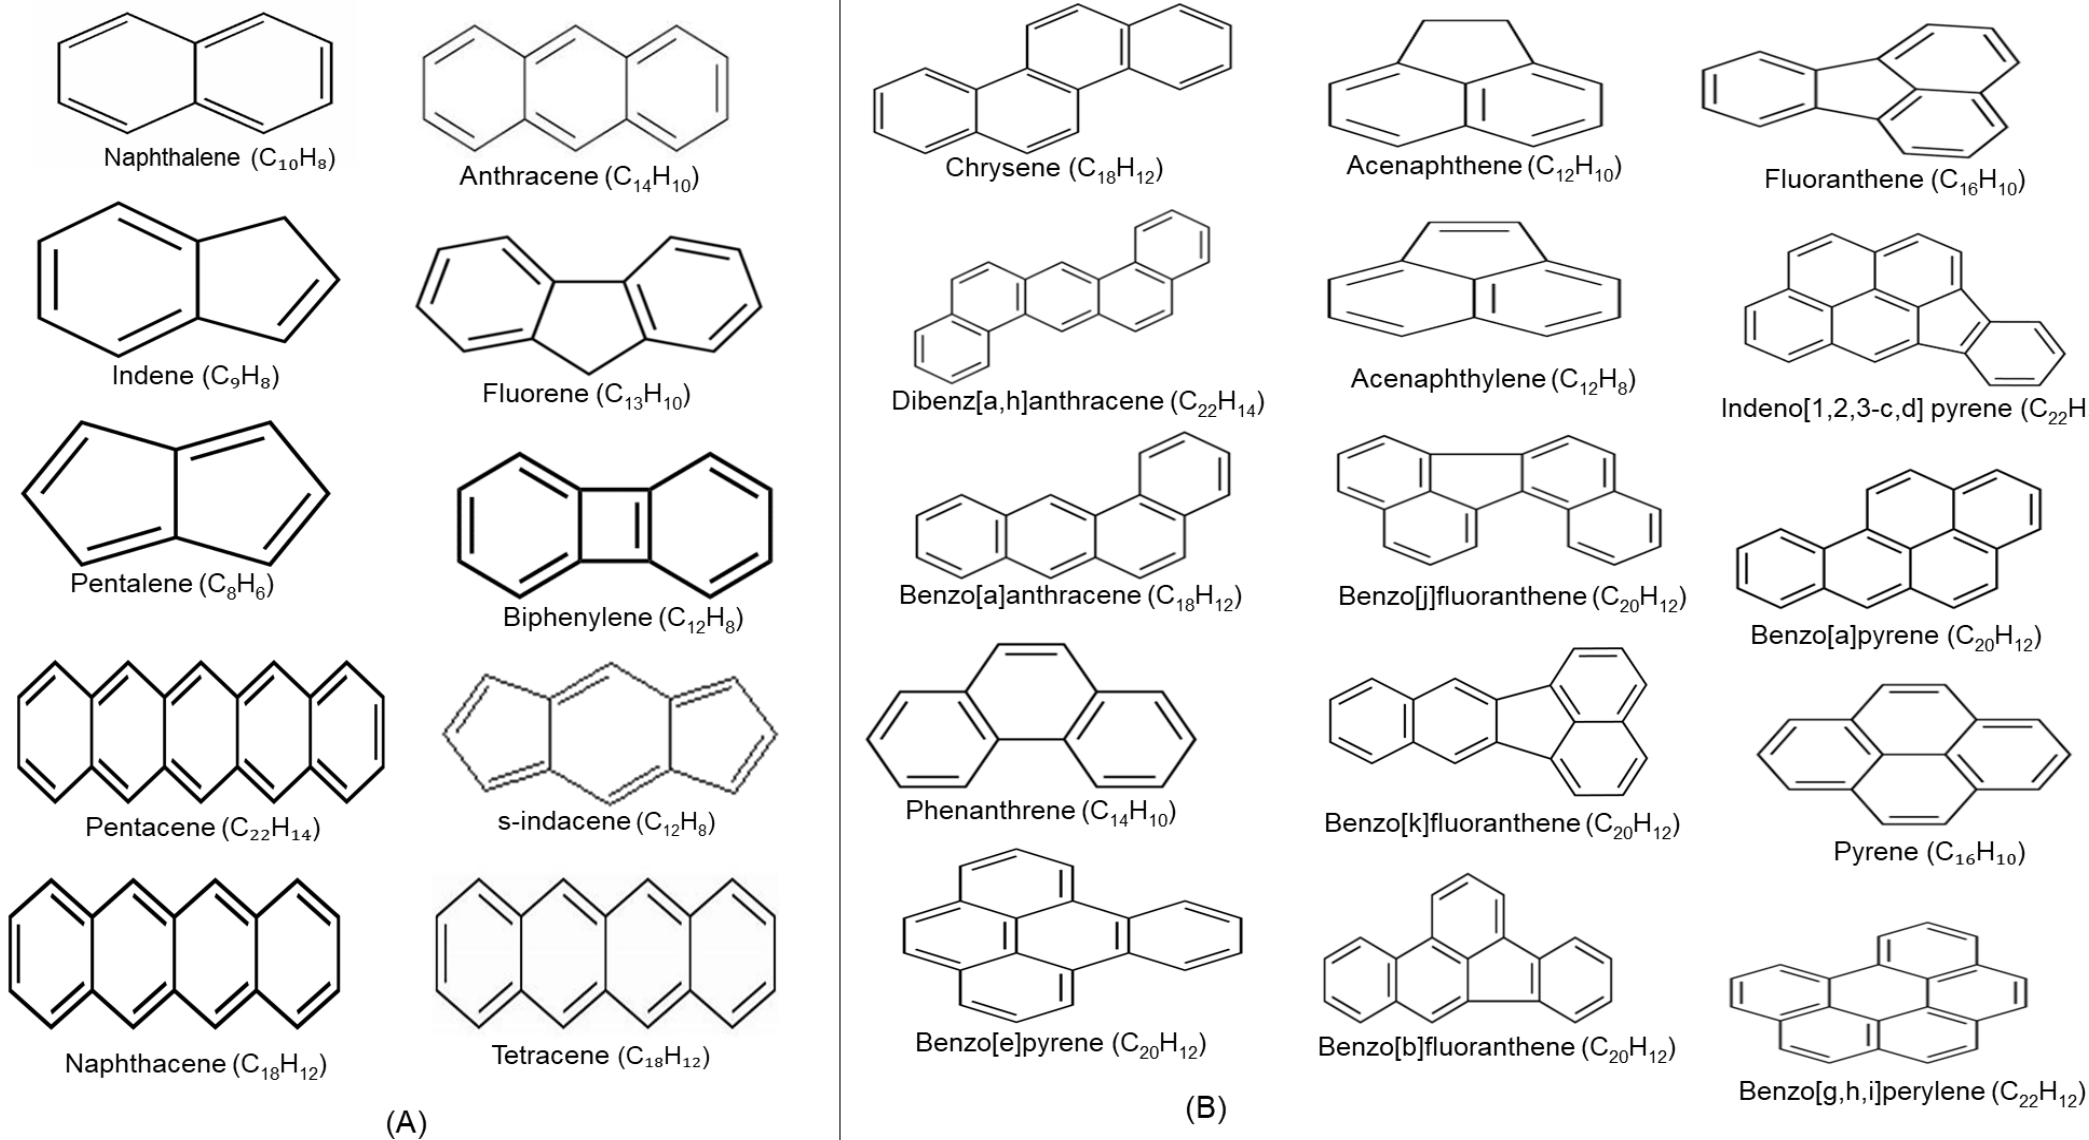 Naphthalene (C₁₀H₈)
Anthracene (C₁₄H₁₀)
Indene (C₉H₈)
Fluorene (C₁₃H₁₀)
Pentalene (C₈H₆)
Biphenylene (C₁₂H₈)
Pentacene (C₂₂H₁₄)
s-indacene (C₁₂H₈)
Naphthacene (C₁₈H₁₂)
Tetracene (C₁₈H₁₂)
(A)
Chrysene (C₁₈H₁₂)
Acenaphthene (C₁₂H₁₀)
Fluoranthene (C₁₆H₁₀)
Dibenz[a,h]anthracene (C₂₂H₁₄)
Acenaphthylene (C₁₂H₈)
Indeno[1,2,3-c,d] pyrene (C₂₂H
Benzo[a]anthracene (C₁₈H₁₂)
Benzo[j]fluoranthene (C₂₀H₁₂)
Benzo[a]pyrene (C₂₀H₁₂)
Phenanthrene (C₁₄H₁₀)
Benzo[k]fluoranthene (C₂₀H₁₂)
Pyrene (C₁₆H₁₀)
Benzo[e]pyrene (C₂₀H₁₂)
Benzo[b]fluoranthene (C₂₀H₁₂)
Benzo[g,h,i]perylene (C₂₂H₁₂)
(B)